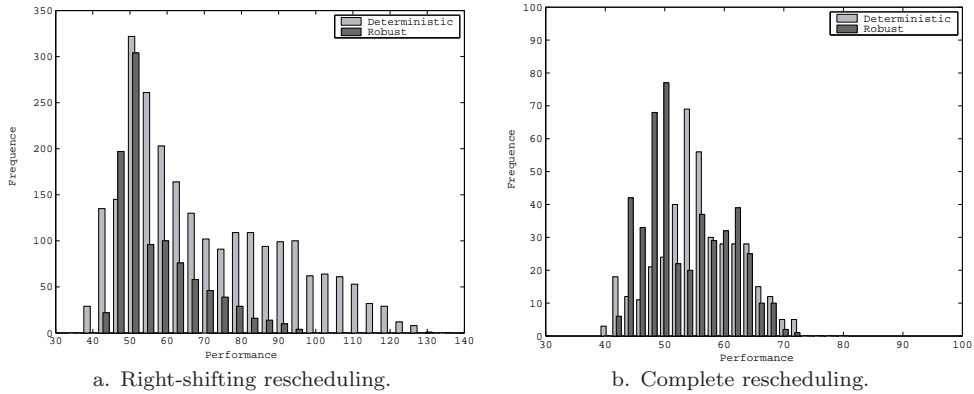 350
300
250
200
150
100
50
0
Frequence
Deterministic
Robust
30 40 50 60 70 80 90 100 110 120 130 140
Performance
a. Right-shifting rescheduling.
100
90
80
70
60
50
40
30
20
10
0
Frequence
Deterministic
Robust
30 40 50 60 70 80 90 100
Performance
b. Complete rescheduling.